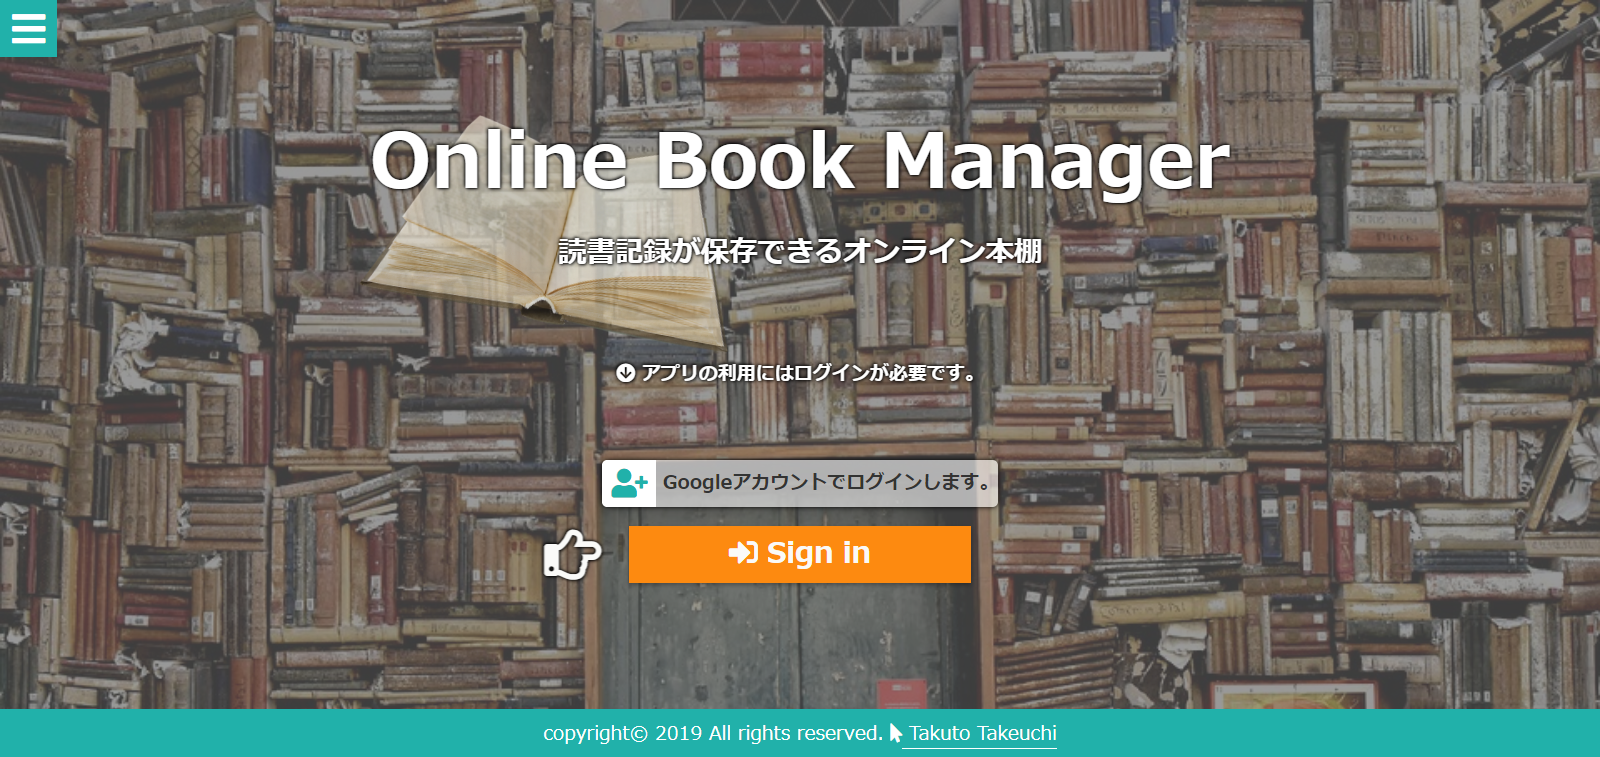 Online Book Manager
読書記録が保存できるオンライン本棚
アプリの利用にはログインが必要です。
Googleアカウントでログインします。
Sign in
copyright© 2019 All rights reserved. Takuto Takeuchi